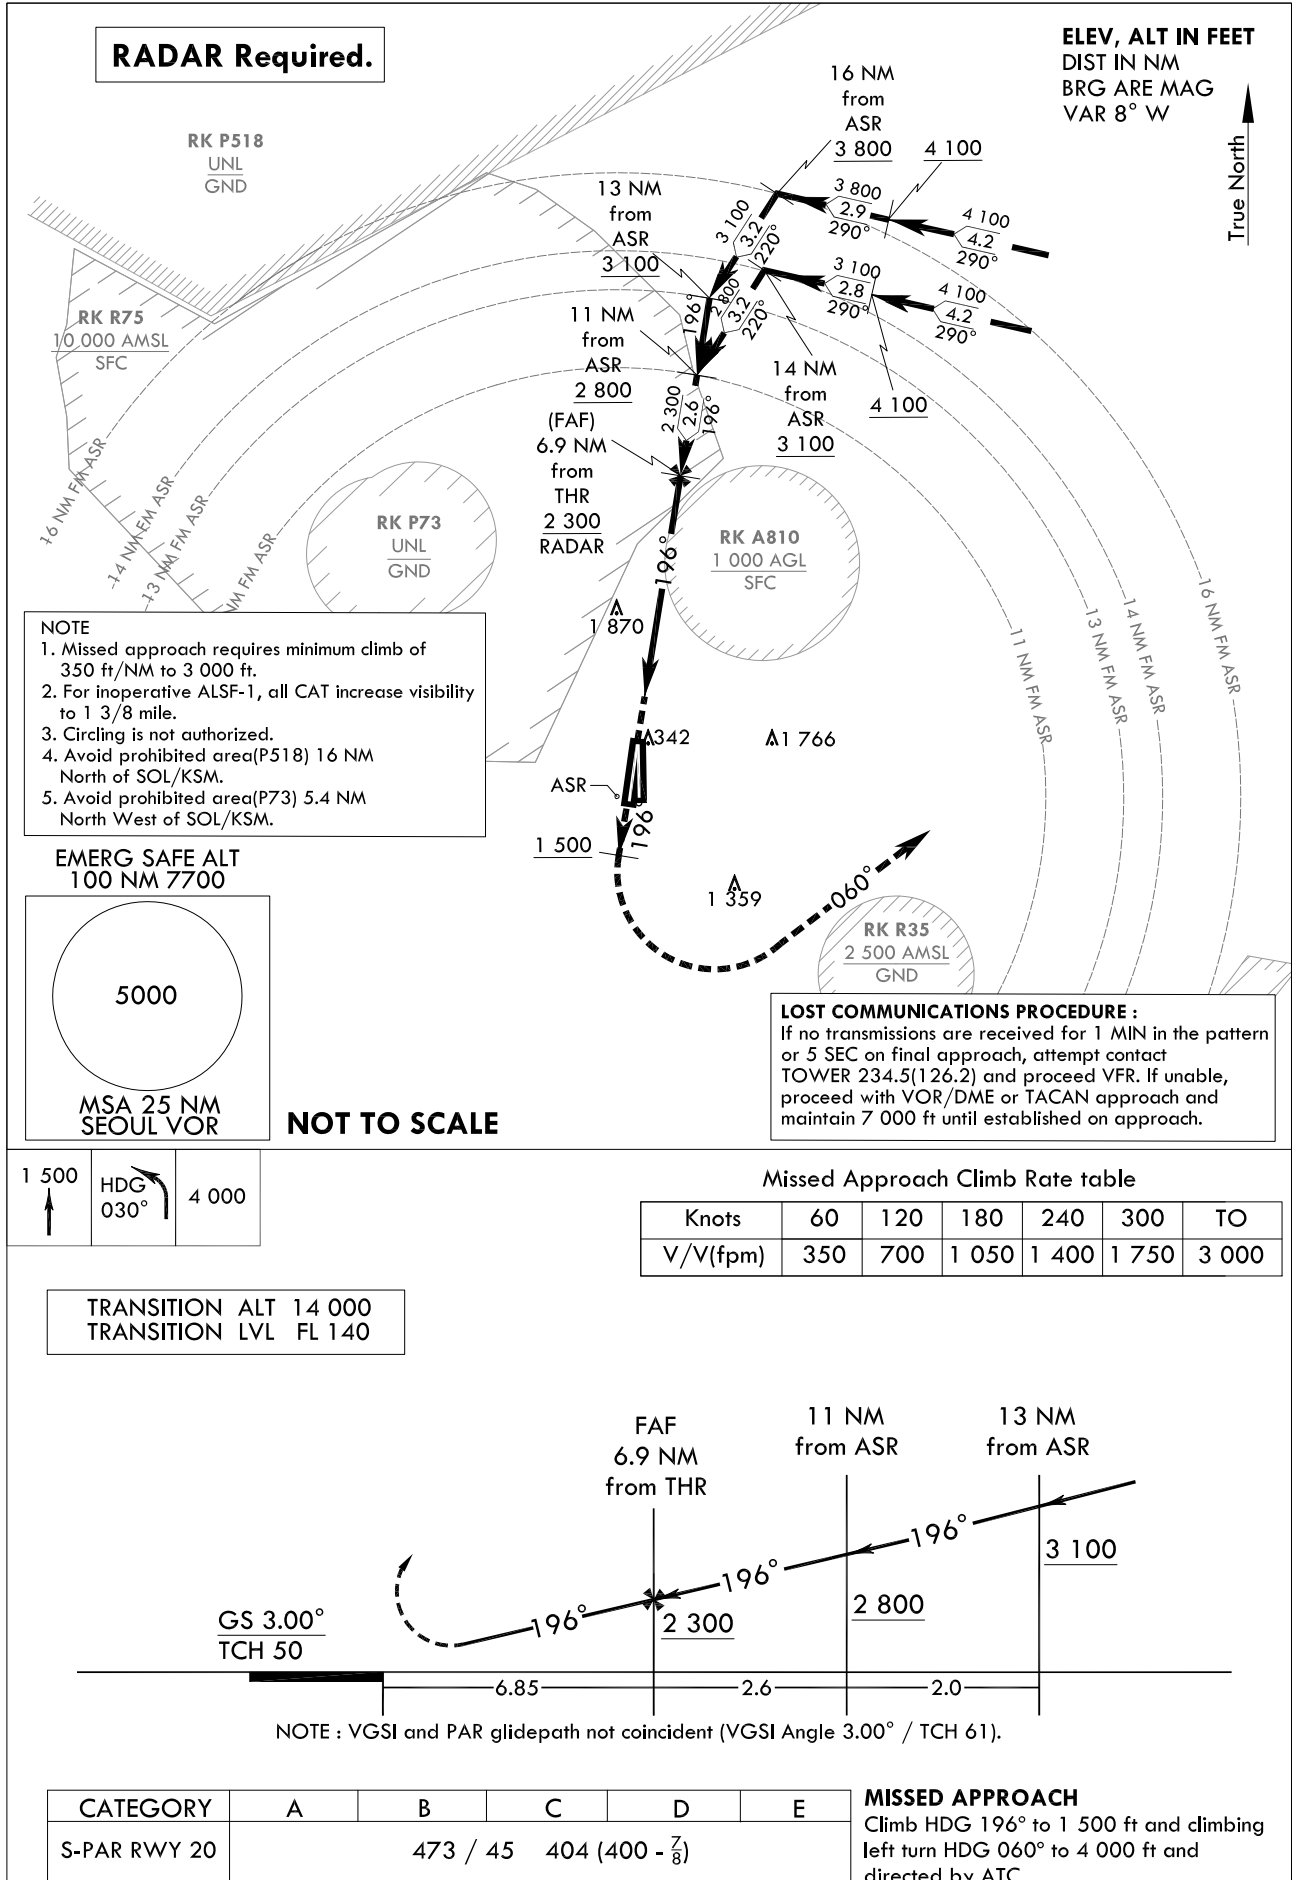 RADAR Required.
ELEV, ALT IN FEET
DIST IN NM
BRG ARE MAG
VAR 8° W
True North
RK P518
UNL
GND
16 NM
from
ASR
3 800
4 100
3 800
2.9
290°
4 100
4.2
290°
13 NM
from
ASR
3 100
3 100
3.2
220°
3 100
2.8
290°
4 100
4.2
290°
2 800
3.2
220°
196°
RK R75
10 000 AMSL
SFC
11 NM
from
ASR
2 800
14 NM
from
ASR
3 100
4 100
2 300
2.6
196°
(FAF)
6.9 NM
from
THR
2 300
RADAR
16 NM FM ASR
14 NM FM ASR
13 NM FM ASR
NM FM ASR
RK P73
UNL
GND
RK A810
1 000 AGL
SFC
196°
1 870
11 NM FM ASR
13 NM FM ASR
14 NM FM ASR
16 NM FM ASR
NOTE
1. Missed approach requires minimum climb of
350 ft/NM to 3 000 ft.
2. For inoperative ALSF-1, all CAT increase visibility
to 1 3/8 mile.
3. Circling is not authorized.
4. Avoid prohibited area(P518) 16 NM
North of SOL/KSM.
5. Avoid prohibited area(P73) 5.4 NM
North West of SOL/KSM.
342
1 766
ASR
196°
1 500
1 359
060°
RK R35
2 500 AMSL
GND
EMERG SAFE ALT
100 NM 7700
5000
MSA 25 NM
SEOUL VOR
NOT TO SCALE
LOST COMMUNICATIONS PROCEDURE :
If no transmissions are received for 1 MIN in the pattern
or 5 SEC on final approach, attempt contact
TOWER 234.5(126.2) and proceed VFR. If unable,
proceed with VOR/DME or TACAN approach and
maintain 7 000 ft until established on approach.
1 500
HDG
030°
4 000
Missed Approach Climb Rate table
Knots 60 120 180 240 300 TO
V/V(fpm) 350 700 1 050 1 400 1 750 3 000
TRANSITION ALT 14 000
TRANSITION LVL FL 140
FAF
6.9 NM
from THR
11 NM
from ASR
13 NM
from ASR
196°
196°
196°
3 100
2 800
2 300
GS 3.00°
TCH 50
6.85
2.6
2.0
NOTE : VGSI and PAR glidepath not coincident (VGSI Angle 3.00° / TCH 61).
CATEGORY A B C D E
S-PAR RWY 20 473 / 45 404 (400 - 7/8)
MISSED APPROACH
Climb HDG 196° to 1 500 ft and climbing
left turn HDG 060° to 4 000 ft and
directed by ATC